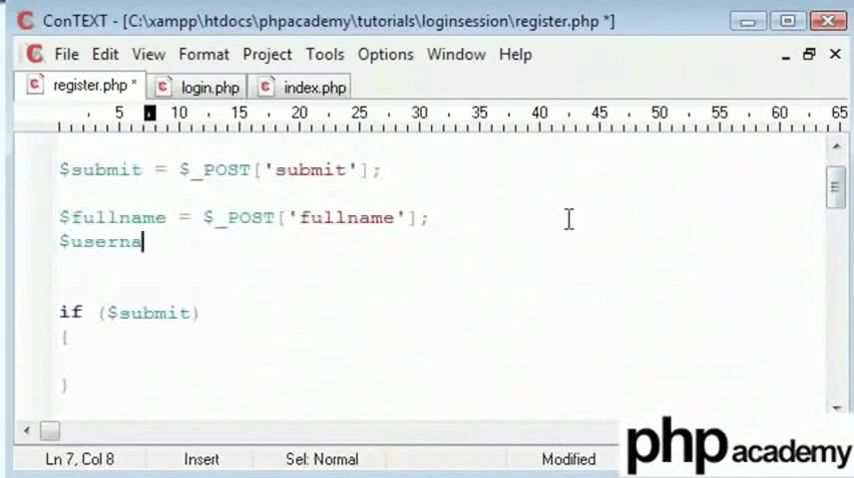 ConTEXT - [C:\xampp\htdocs\phpacademy\tutorials\loginsession\register.php *]
File Edit View Format Project Tools Options Window Help
register.php * login.php index.php
5 10 15 20 25 30 35 40 45 50 55 60 65
$submit = $_POST['submit'];
$fullname = $_POST['fullname'];
$userna
if ($submit)
{
}
Ln 7, Col 8 Insert Sel: Normal Modified
php academy